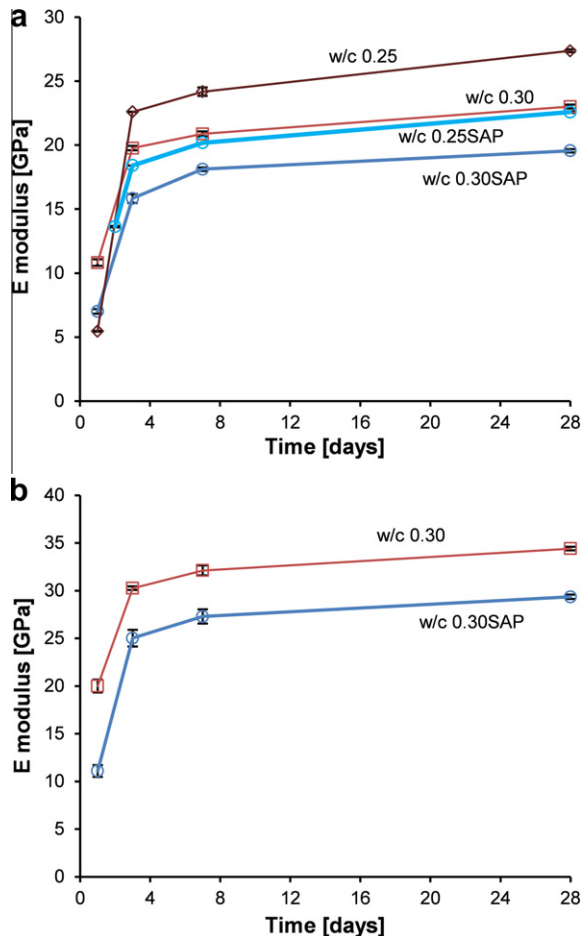 a
30
25
20
15
10
5
0
E modulus [GPa]
w/c 0.25
w/c 0.30
w/c 0.25SAP
w/c 0.30SAP
0 4 8 12 16 20 24 28
Time [days]
b
40
35
30
25
20
15
10
5
0
E modulus [GPa]
w/c 0.30
w/c 0.30SAP
0 4 8 12 16 20 24 28
Time [days]